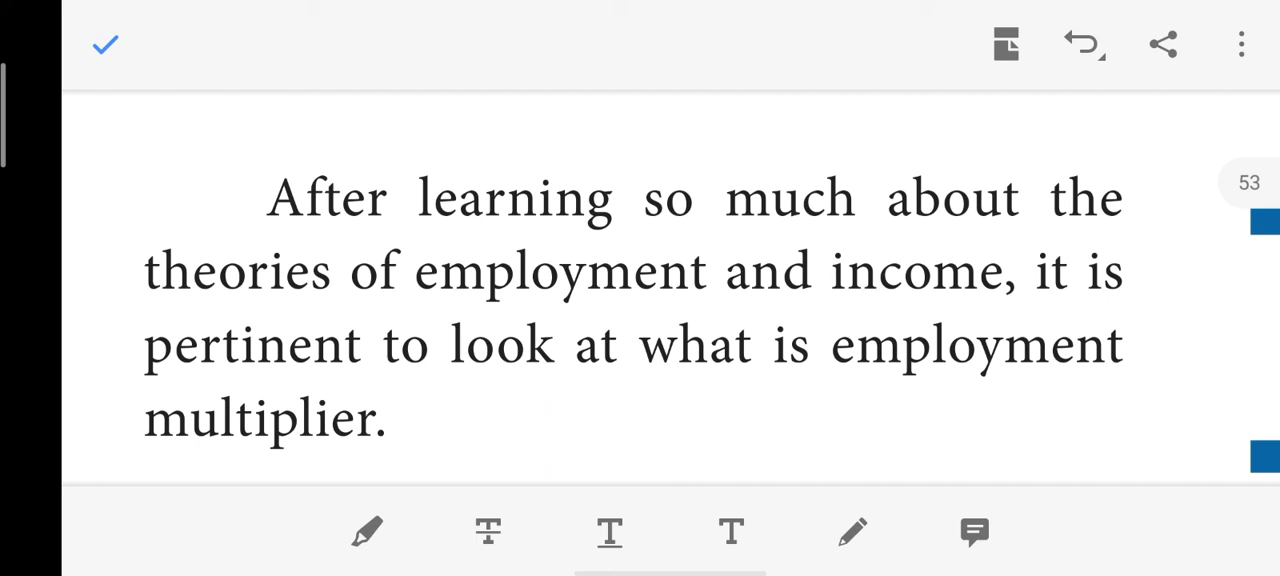 After learning so much about the
53
theories of employment and income, it is
pertinent to look at what is employment
multiplier.